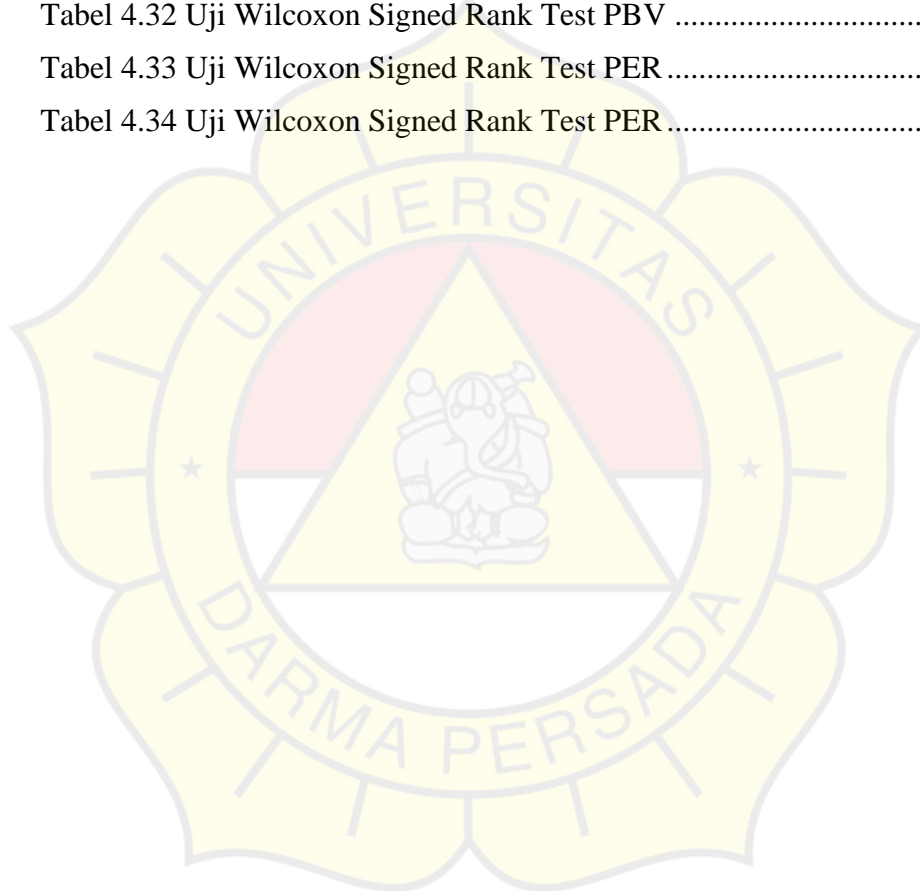 Tabel 4.32 Uji Wilcoxon Signed Rank Test PBV ..................................
Tabel 4.33 Uji Wilcoxon Signed Rank Test PER..................................
Tabel 4.34 Uji Wilcoxon Signed Rank Test PER..................................
UNIVERSITAS
DARMA PERSADA